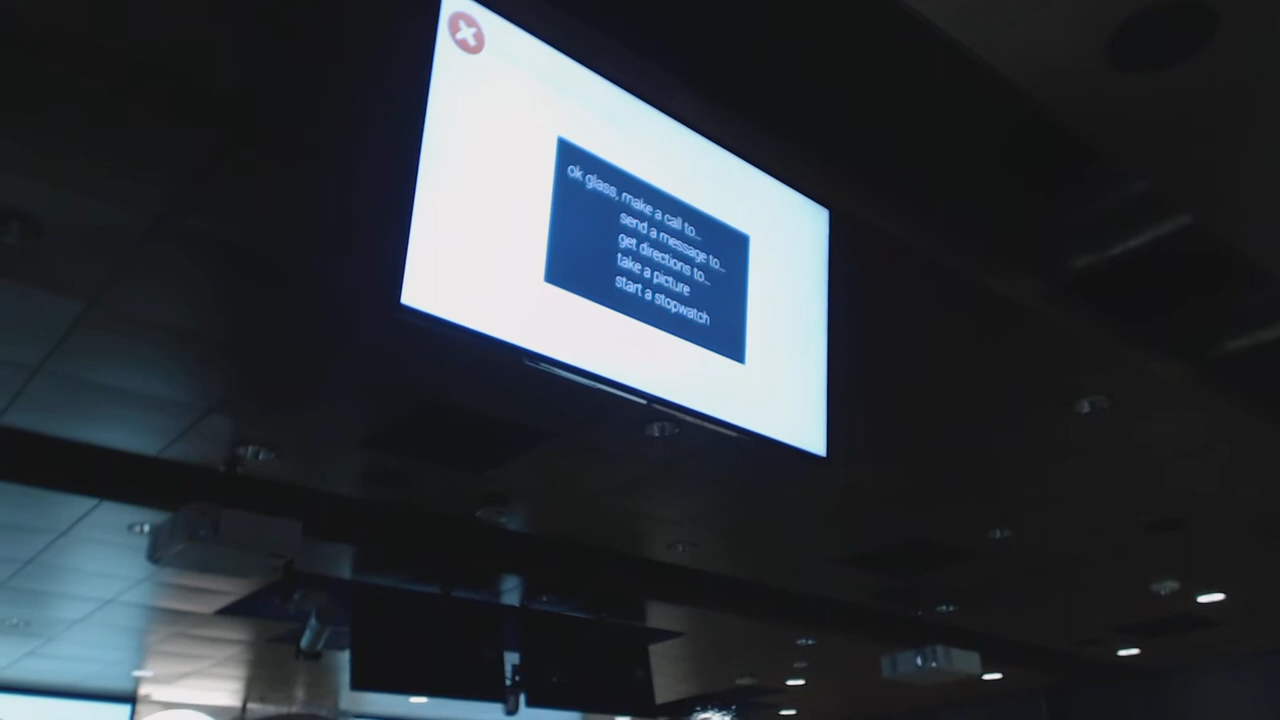 ok glass, make a call to...
send a message to...
get directions to...
take a picture
start a stopwatch